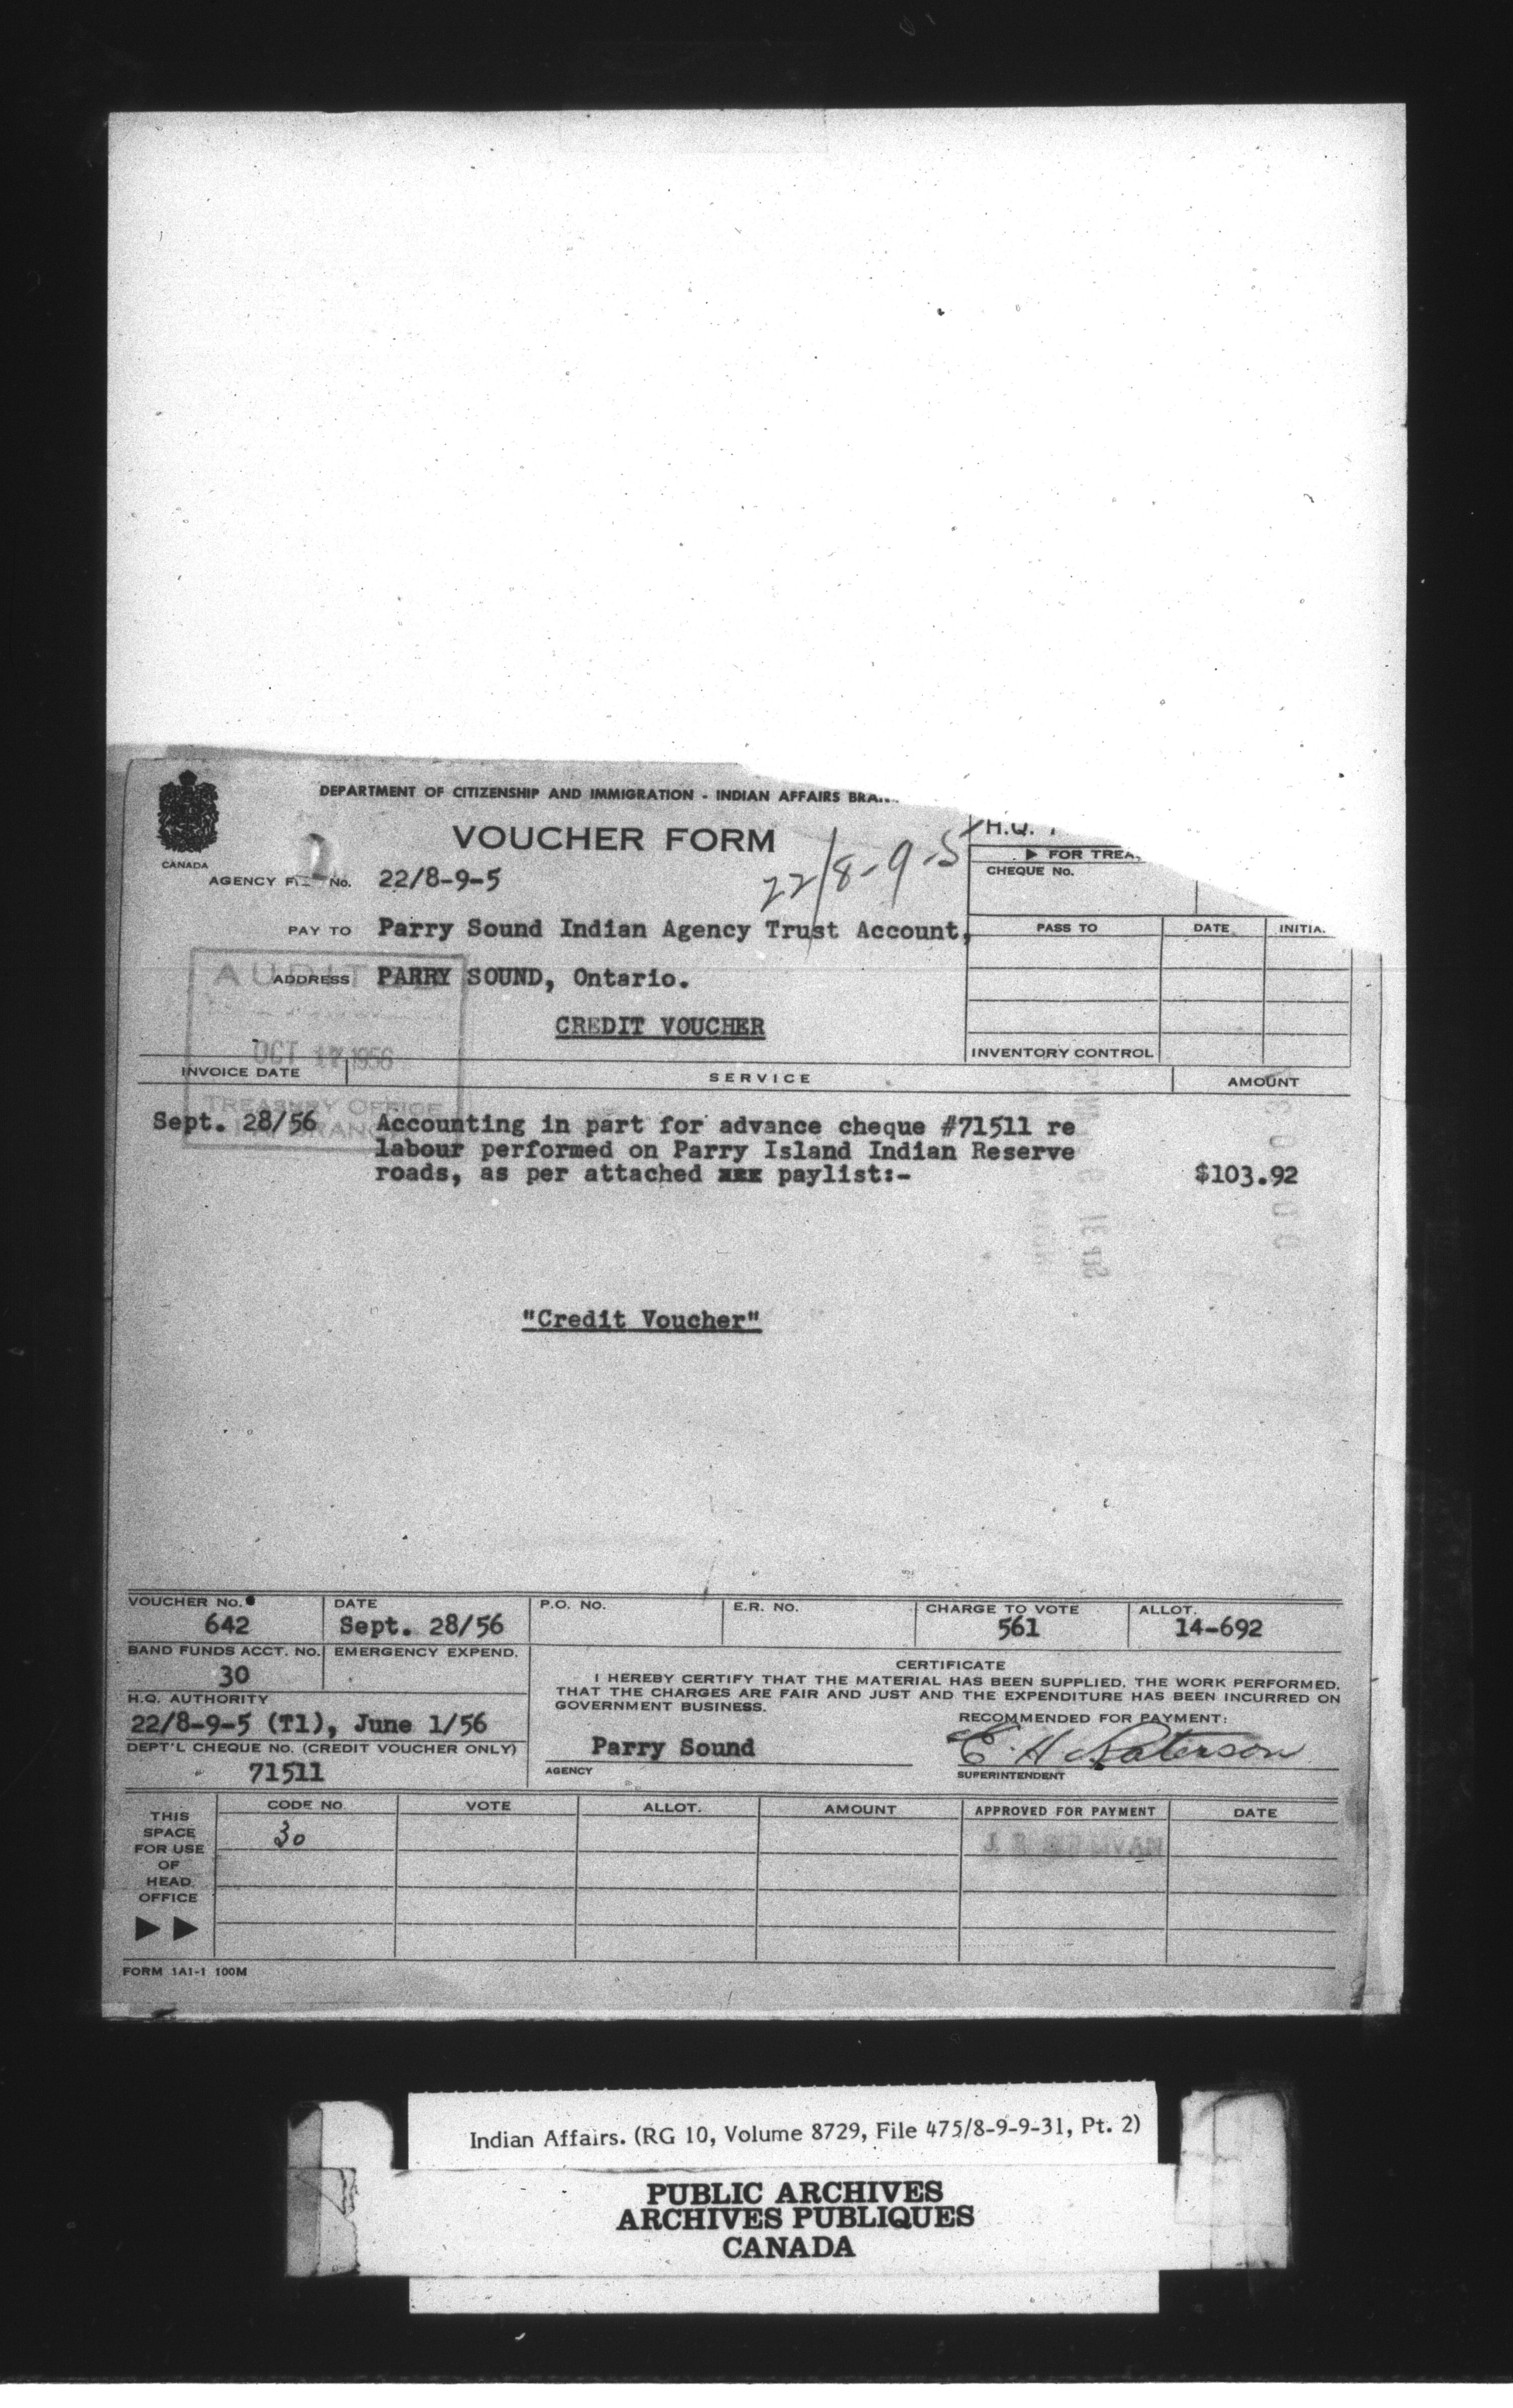 DEPARTMENT OF CITIZENSHIP AND IMMIGRATION - INDIAN AFFAIRS
VOUCHER FORM
CANADA
22/8-9-5
H.Q.
FOR
CHEQUE No.
AGENCY No. 22/8-9-5
PAY TO Parry Sound Indian Agency Trust Account,
PASS TO DATE
ADDRESS PARRY SOUND, Ontario.
CREDIT VOUCHER
OCT 1956
INVENTORY CONTROL
INVOICE DATE SERVICE AMOUNT
TREASURY OFFICE
Sept. 28/56 Accounting in part for advance cheque #71511 re
labour performed on Parry Island Indian Reserve
roads, as per attached xxx paylist:- $103.92
SEP 31
"Credit Voucher"
VOUCHER No. DATE P.O. NO. E.R. NO. CHARGE TO VOTE ALLOT.
642 Sept. 28/56 561 14-692
BAND FUNDS ACCT. NO. EMERGENCY EXPEND.
30
CERTIFICATE
I HEREBY CERTIFY THAT THE MATERIAL HAS BEEN SUPPLIED, THE WORK PERFORMED,
THAT THE CHARGES ARE FAIR AND JUST AND THE EXPENDITURE HAS BEEN INCURRED ON
GOVERNMENT BUSINESS.
H.Q. AUTHORITY
22/8-9-5 (T1), June 1/56
RECOMMENDED FOR PAYMENT:
DEPT'L CHEQUE No. (CREDIT VOUCHER ONLY)
71511
Parry Sound
E. H. Paterson
AGENCY
SUPERINTENDENT
THIS
SPACE
FOR USE
OF
HEAD
OFFICE
CODE NO. VOTE ALLOT. AMOUNT APPROVED FOR PAYMENT DATE
30
FORM 1A1-1 100M
Indian Affairs. (RG 10, Volume 8729, File 475/8-9-9-31, Pt. 2)
PUBLIC ARCHIVES
ARCHIVES PUBLIQUES
CANADA